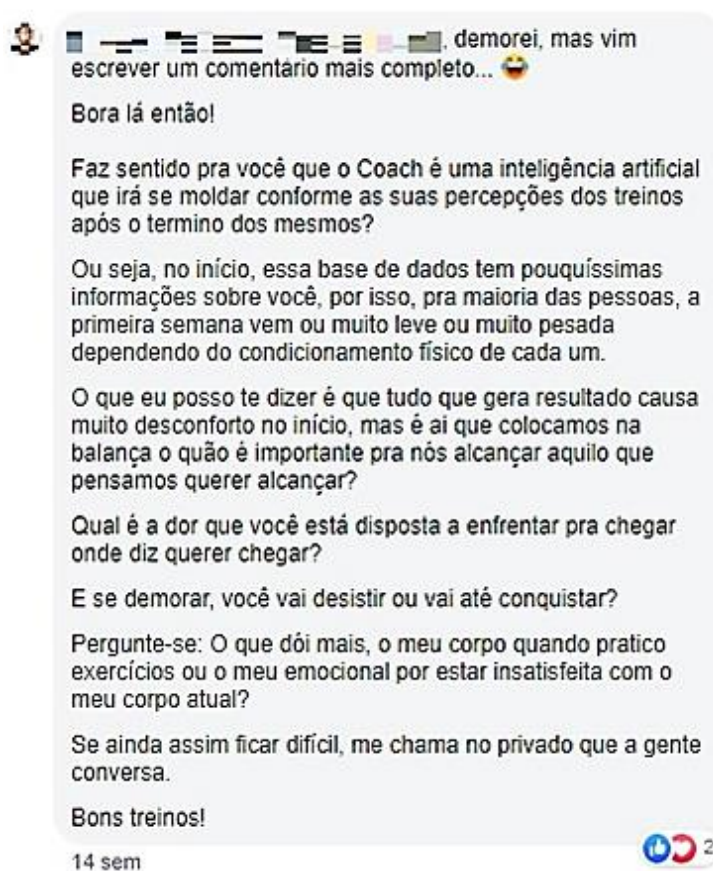 , demorei, mas vim
escrever um comentário mais completo... 😂
Bora lá então!
Faz sentido pra você que o Coach é uma inteligência artificial
que irá se moldar conforme as suas percepções dos treinos
após o termino dos mesmos?
Ou seja, no início, essa base de dados tem pouquíssimas
informações sobre você, por isso, pra maioria das pessoas, a
primeira semana vem ou muito leve ou muito pesada
dependendo do condicionamento físico de cada um.
O que eu posso te dizer é que tudo que gera resultado causa
muito desconforto no início, mas é ai que colocamos na
balança o quão é importante pra nós alcançar aquilo que
pensamos querer alcançar?
Qual é a dor que você está disposta a enfrentar pra chegar
onde diz querer chegar?
E se demorar, você vai desistir ou vai até conquistar?
Pergunte-se: O que dói mais, o meu corpo quando pratico
exercícios ou o meu emocional por estar insatisfeita com o
meu corpo atual?
Se ainda assim ficar difícil, me chama no privado que a gente
conversa.
Bons treinos!
14 sem
2